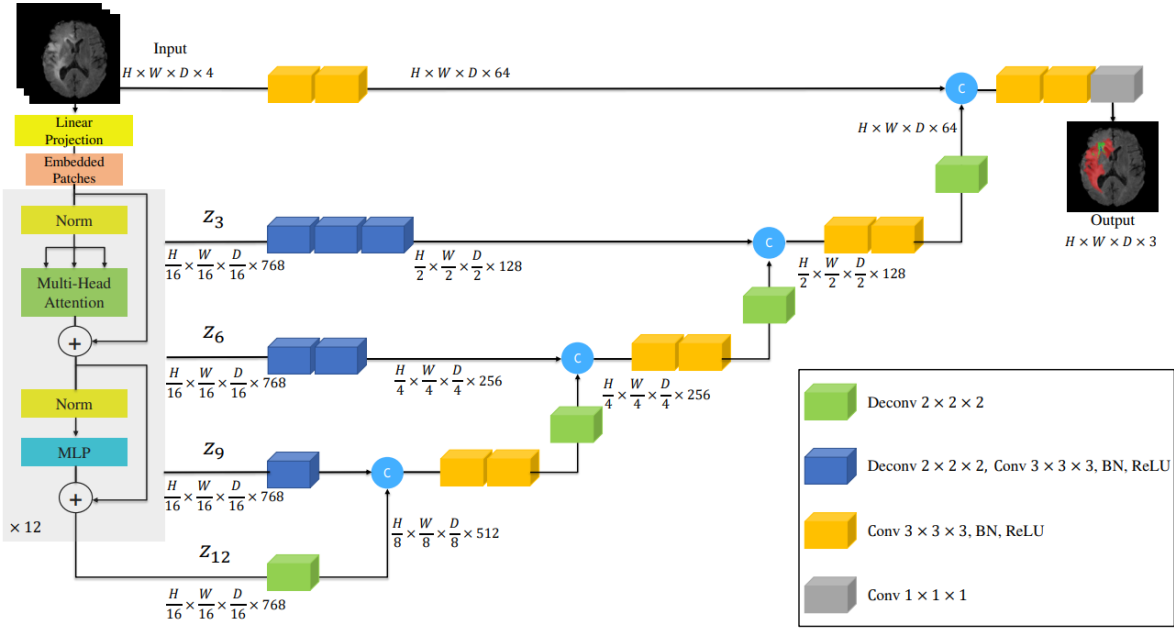 Input
H × W × D × 4
H × W × D × 64
C
H × W × D × 64
Linear
Projection
Embedded
Patches
Norm
Multi-Head
Attention
+
Norm
MLP
+
× 12
z3
H/16 × W/16 × D/16 × 768
H/2 × W/2 × D/2 × 128
C
H/2 × W/2 × D/2 × 128
z6
H/16 × W/16 × D/16 × 768
H/4 × W/4 × D/4 × 256
C
H/4 × W/4 × D/4 × 256
z9
H/16 × W/16 × D/16 × 768
C
H/8 × W/8 × D/8 × 512
z12
H/16 × W/16 × D/16 × 768
Output
H × W × D × 3
Deconv 2 × 2 × 2
Deconv 2 × 2 × 2, Conv 3 × 3 × 3, BN, ReLU
Conv 3 × 3 × 3, BN, ReLU
Conv 1 × 1 × 1